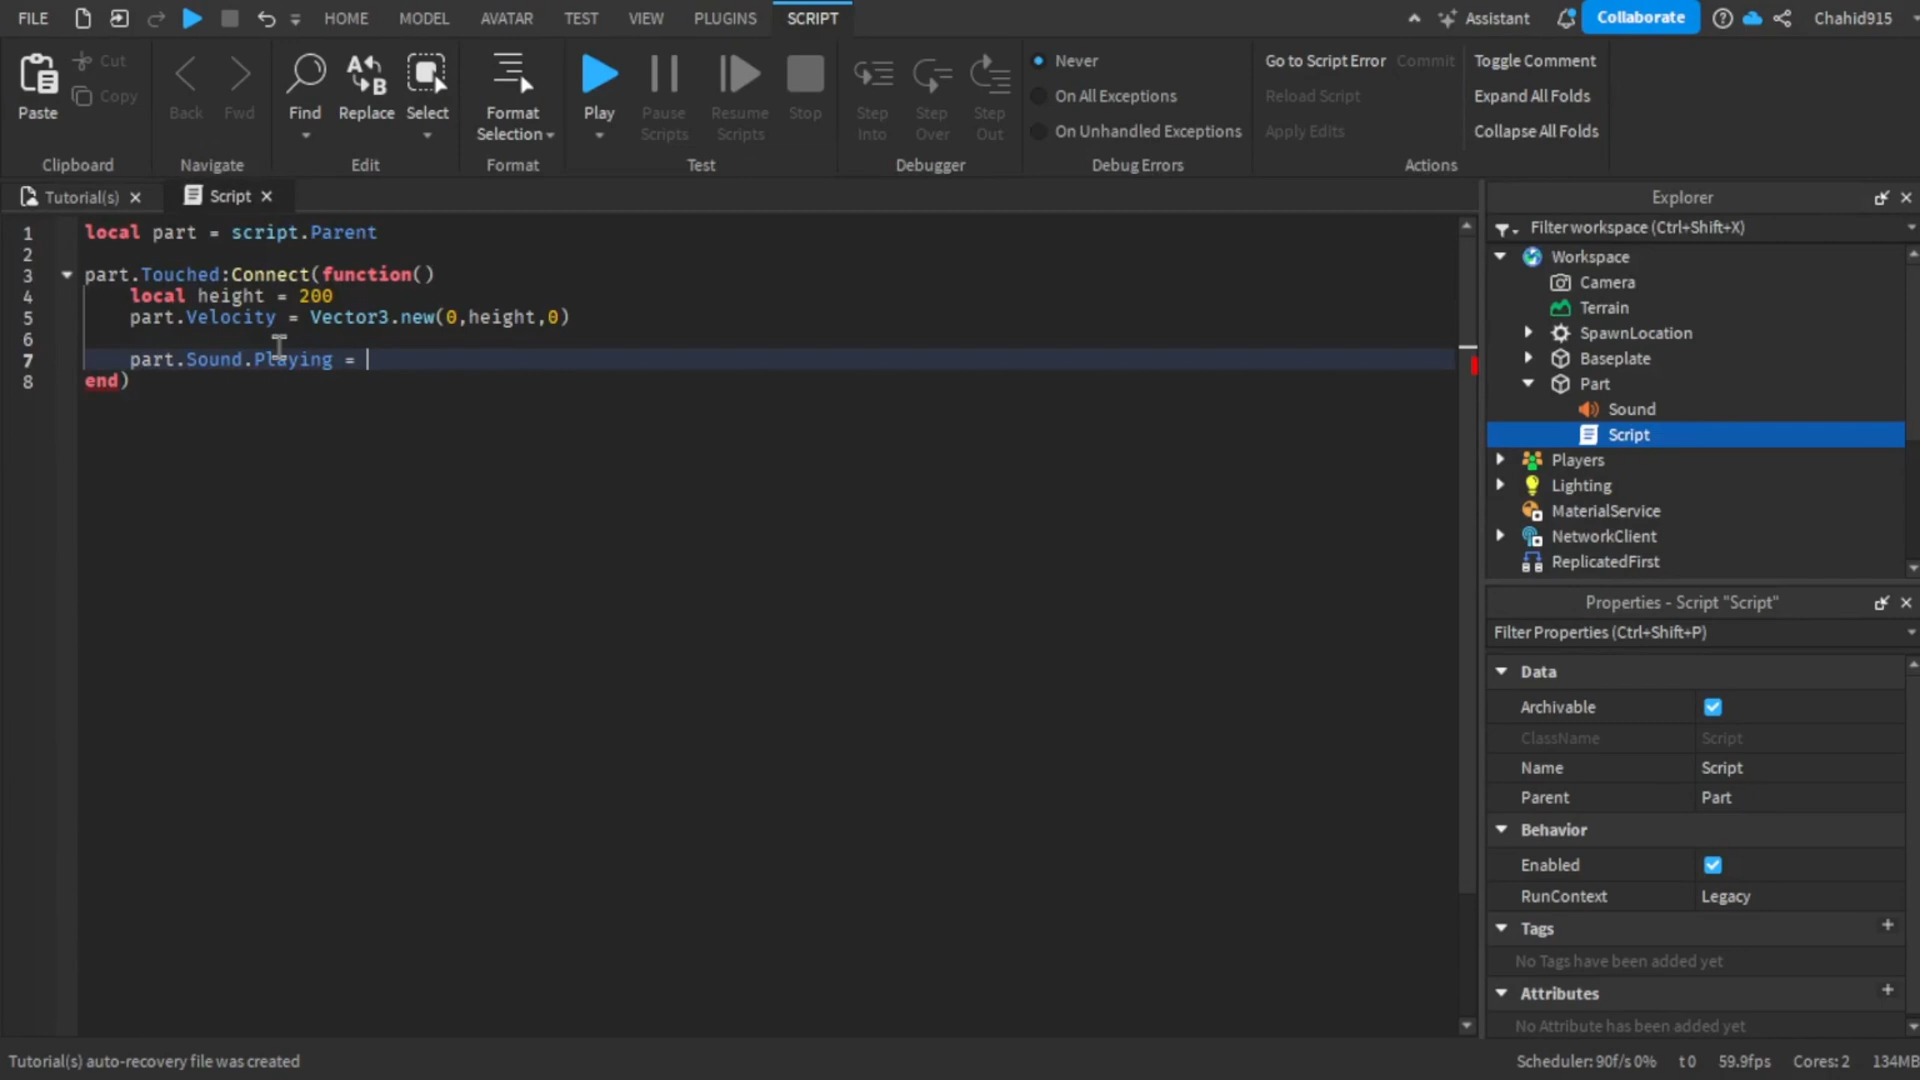 FILE HOME MODEL AVATAR TEST VIEW PLUGINS SCRIPT Assistant Collaborate Chahid915
Paste Cut Copy Back Fwd Find Replace Select Format Selection Play Pause Scripts Resume Scripts Stop Step Into Step Over Step Out
Never
On All Exceptions
On Unhandled Exceptions
Go to Script Error Commit
Reload Script
Apply Edits
Toggle Comment
Expand All Folds
Collapse All Folds
Clipboard Navigate Edit Format Test Debugger Debug Errors Actions
Tutorial(s) × Script ×
1 local part = script.Parent
2
3 part.Touched:Connect(function()
4 local height = 200
5 part.Velocity = Vector3.new(0,height,0)
6
7 part.Sound.Playing =
8 end)
Explorer
Filter workspace (Ctrl+Shift+X)
Workspace
Camera
Terrain
SpawnLocation
Baseplate
Part
Sound
Script
Players
Lighting
MaterialService
NetworkClient
ReplicatedFirst
Properties - Script "Script"
Filter Properties (Ctrl+Shift+P)
Data
Archivable
ClassName Script
Name Script
Parent Part
Behavior
Enabled
RunContext Legacy
Tags +
No Tags have been added yet
Attributes +
No Attribute has been added yet
Tutorial(s) auto-recovery file was created
Scheduler: 90f/s 0% t 0 59.9fps Cores: 2 134MB